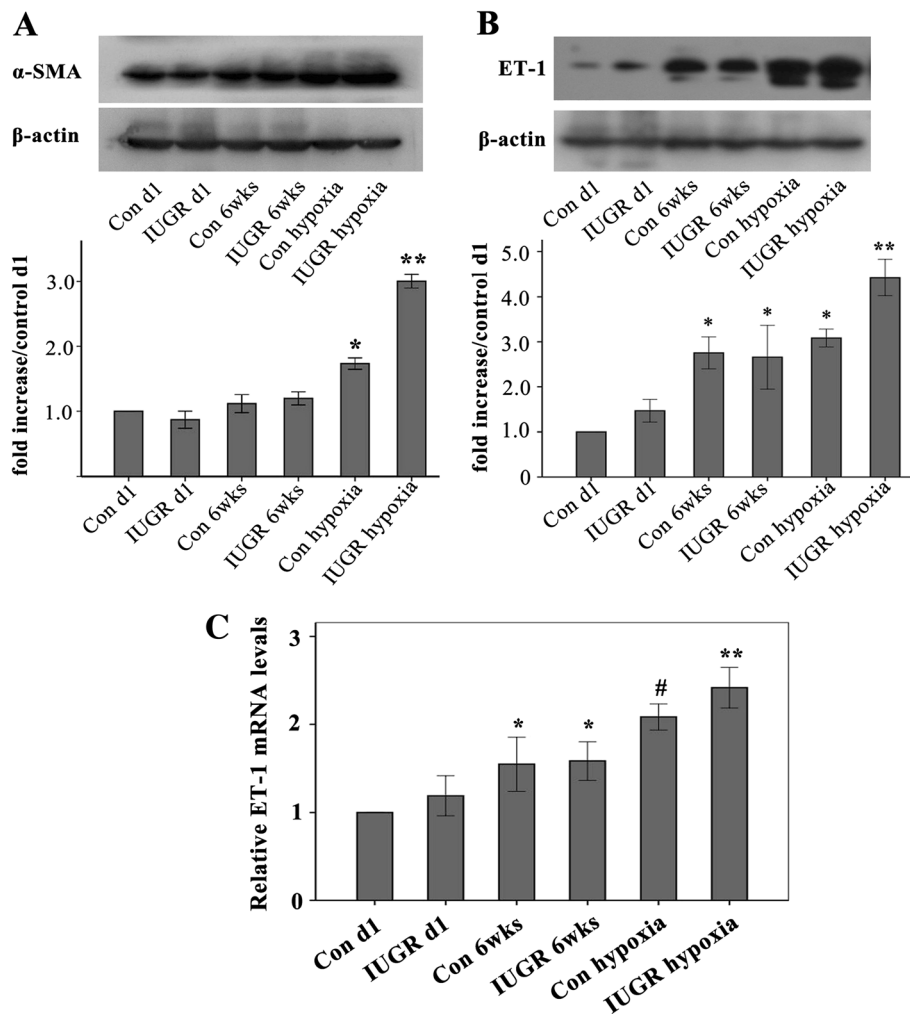 A
α-SMA
β-actin
Con d1
IUGR d1
Con 6wks
IUGR 6wks
Con hypoxia
IUGR hypoxia
fold increase/control d1
3.0
2.0
1.0
*
**
Con d1
IUGR d1
Con 6wks
IUGR 6wks
Con hypoxia
IUGR hypoxia
B
ET-1
β-actin
Con d1
IUGR d1
Con 6wks
IUGR 6wks
Con hypoxia
IUGR hypoxia
fold increase/control d1
5.0
4.0
3.0
2.0
1.0
0
*
*
*
**
Con d1
IUGR d1
Con 6wks
IUGR 6wks
Con hypoxia
IUGR hypoxia
C
Relative ET-1 mRNA levals
3
2
1
0
*
*
#
**
Con d1
IUGR d1
Con 6wks
IUGR 6wks
Con hypoxia
IUGR hypoxia